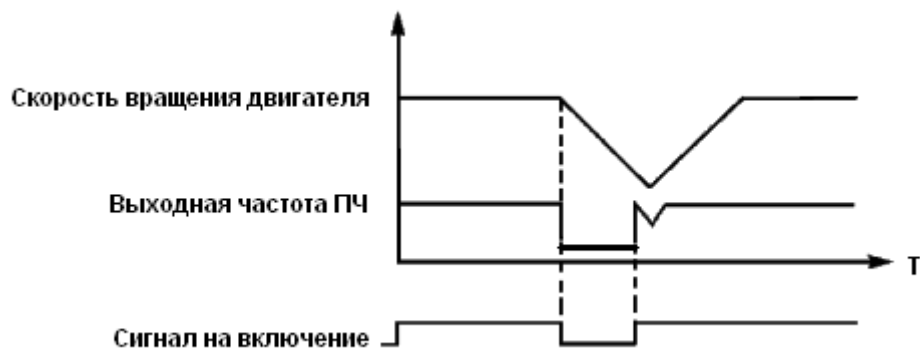 Скорость вращения двигателя
Выходная частота ПЧ
T
Сигнал на включение